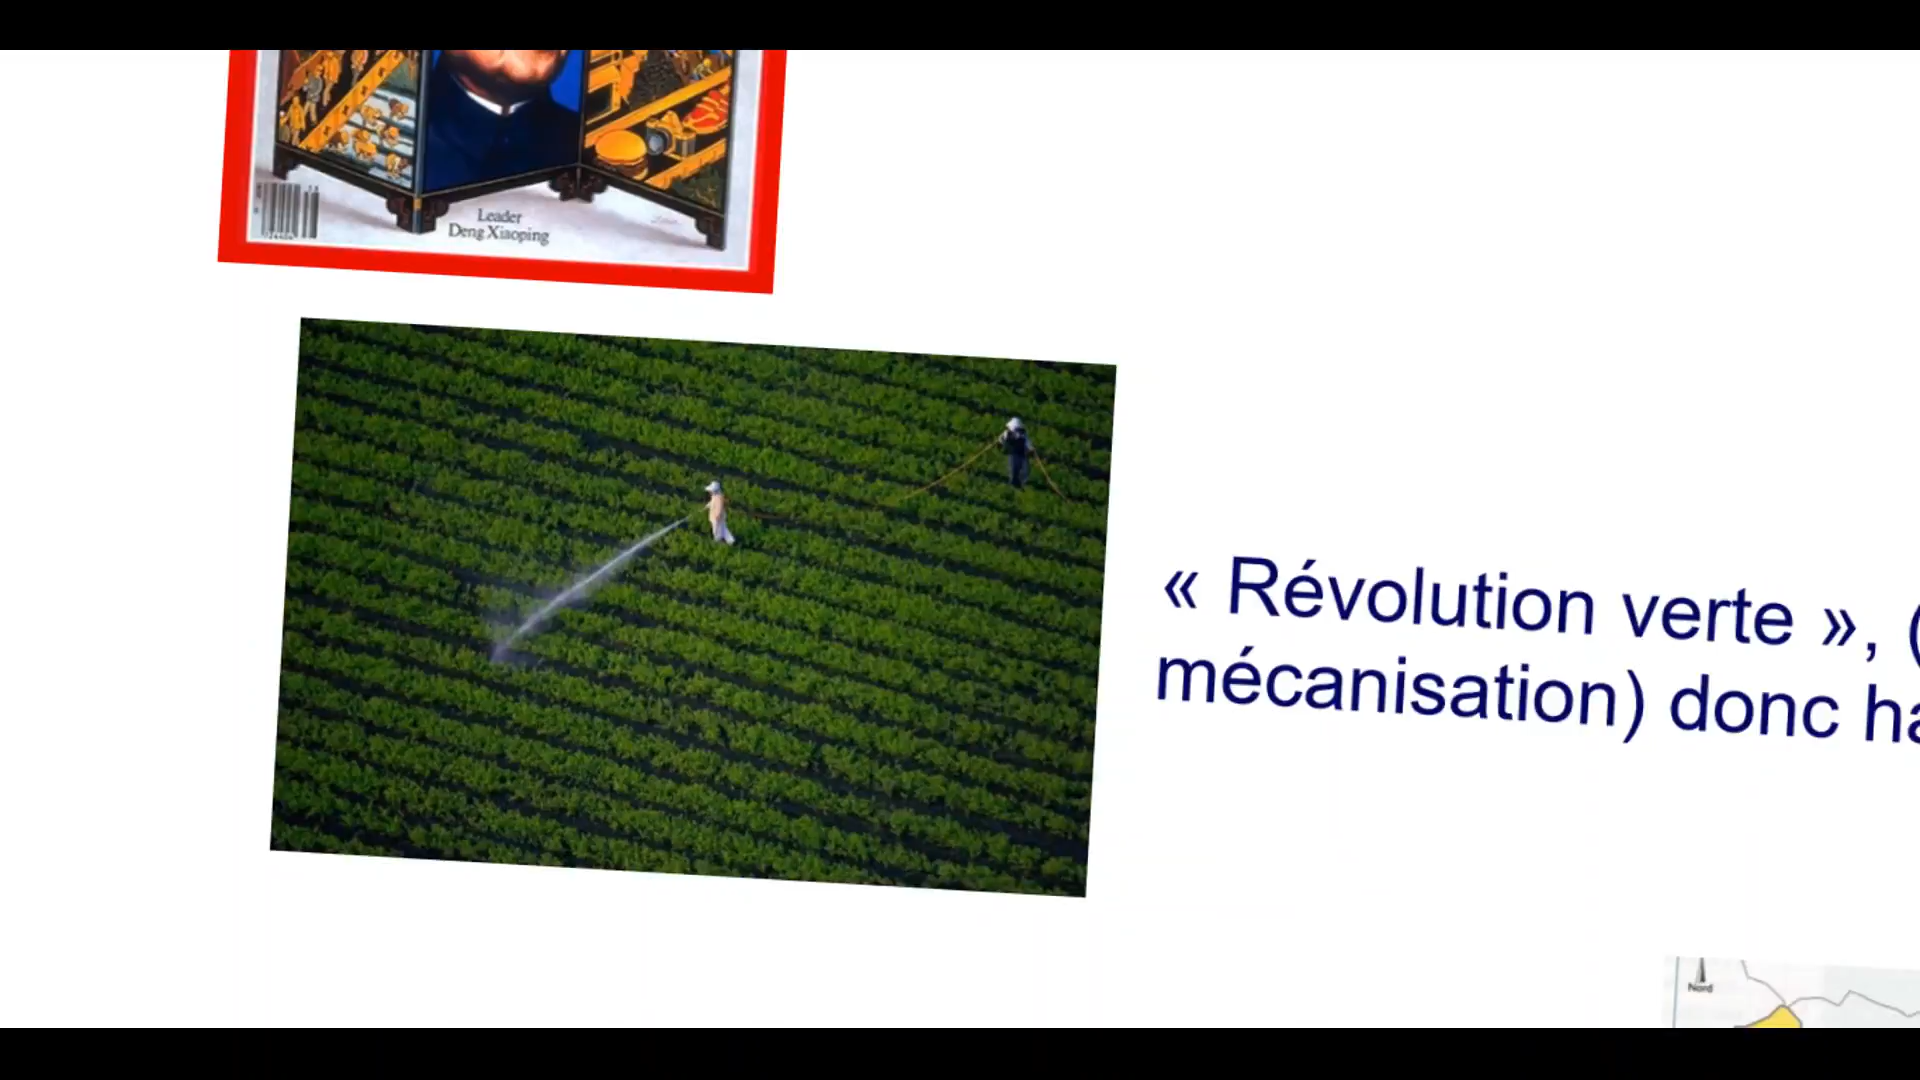 Leader
Deng Xiaoping
« Révolution verte », (
mécanisation) donc ha
Nord